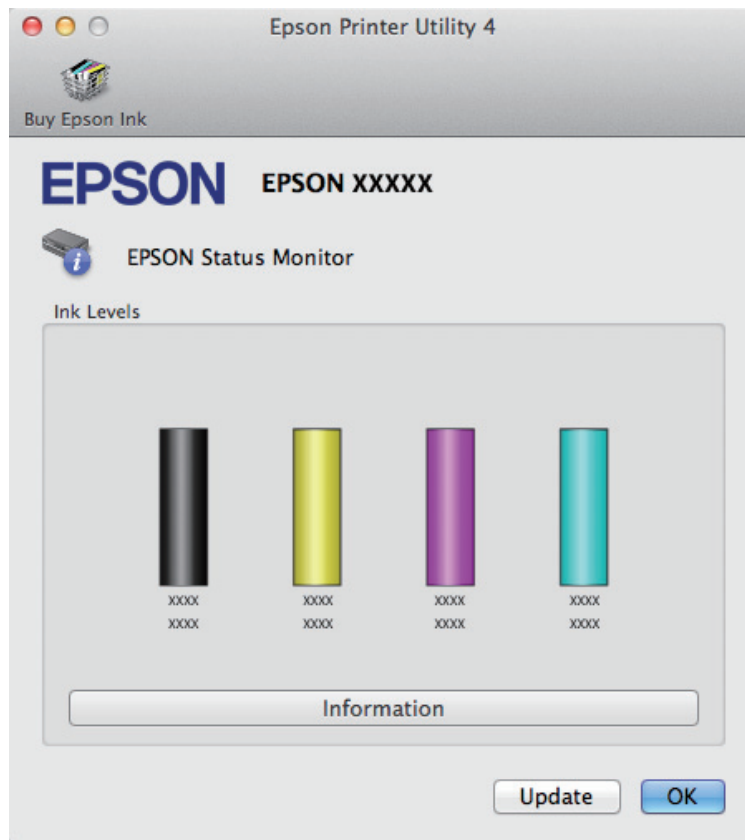 Epson Printer Utility 4
Buy Epson Ink
EPSON EPSON XXXXX
EPSON Status Monitor
Ink Levels
xxxx xxxx xxxx xxxx
xxxx xxxx xxxx xxxx
Information
Update OK